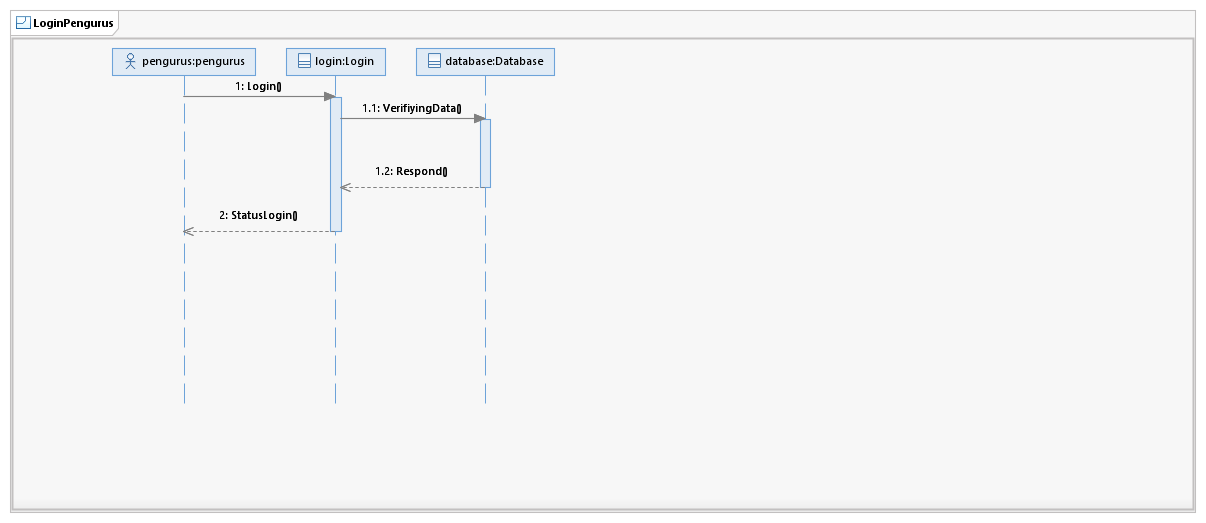 LoginPengurus
pengurus:pengurus
login:Login
database:Database
1: Login()
1.1: VerifiyingData()
1.2: Respond()
2: StatusLogin()